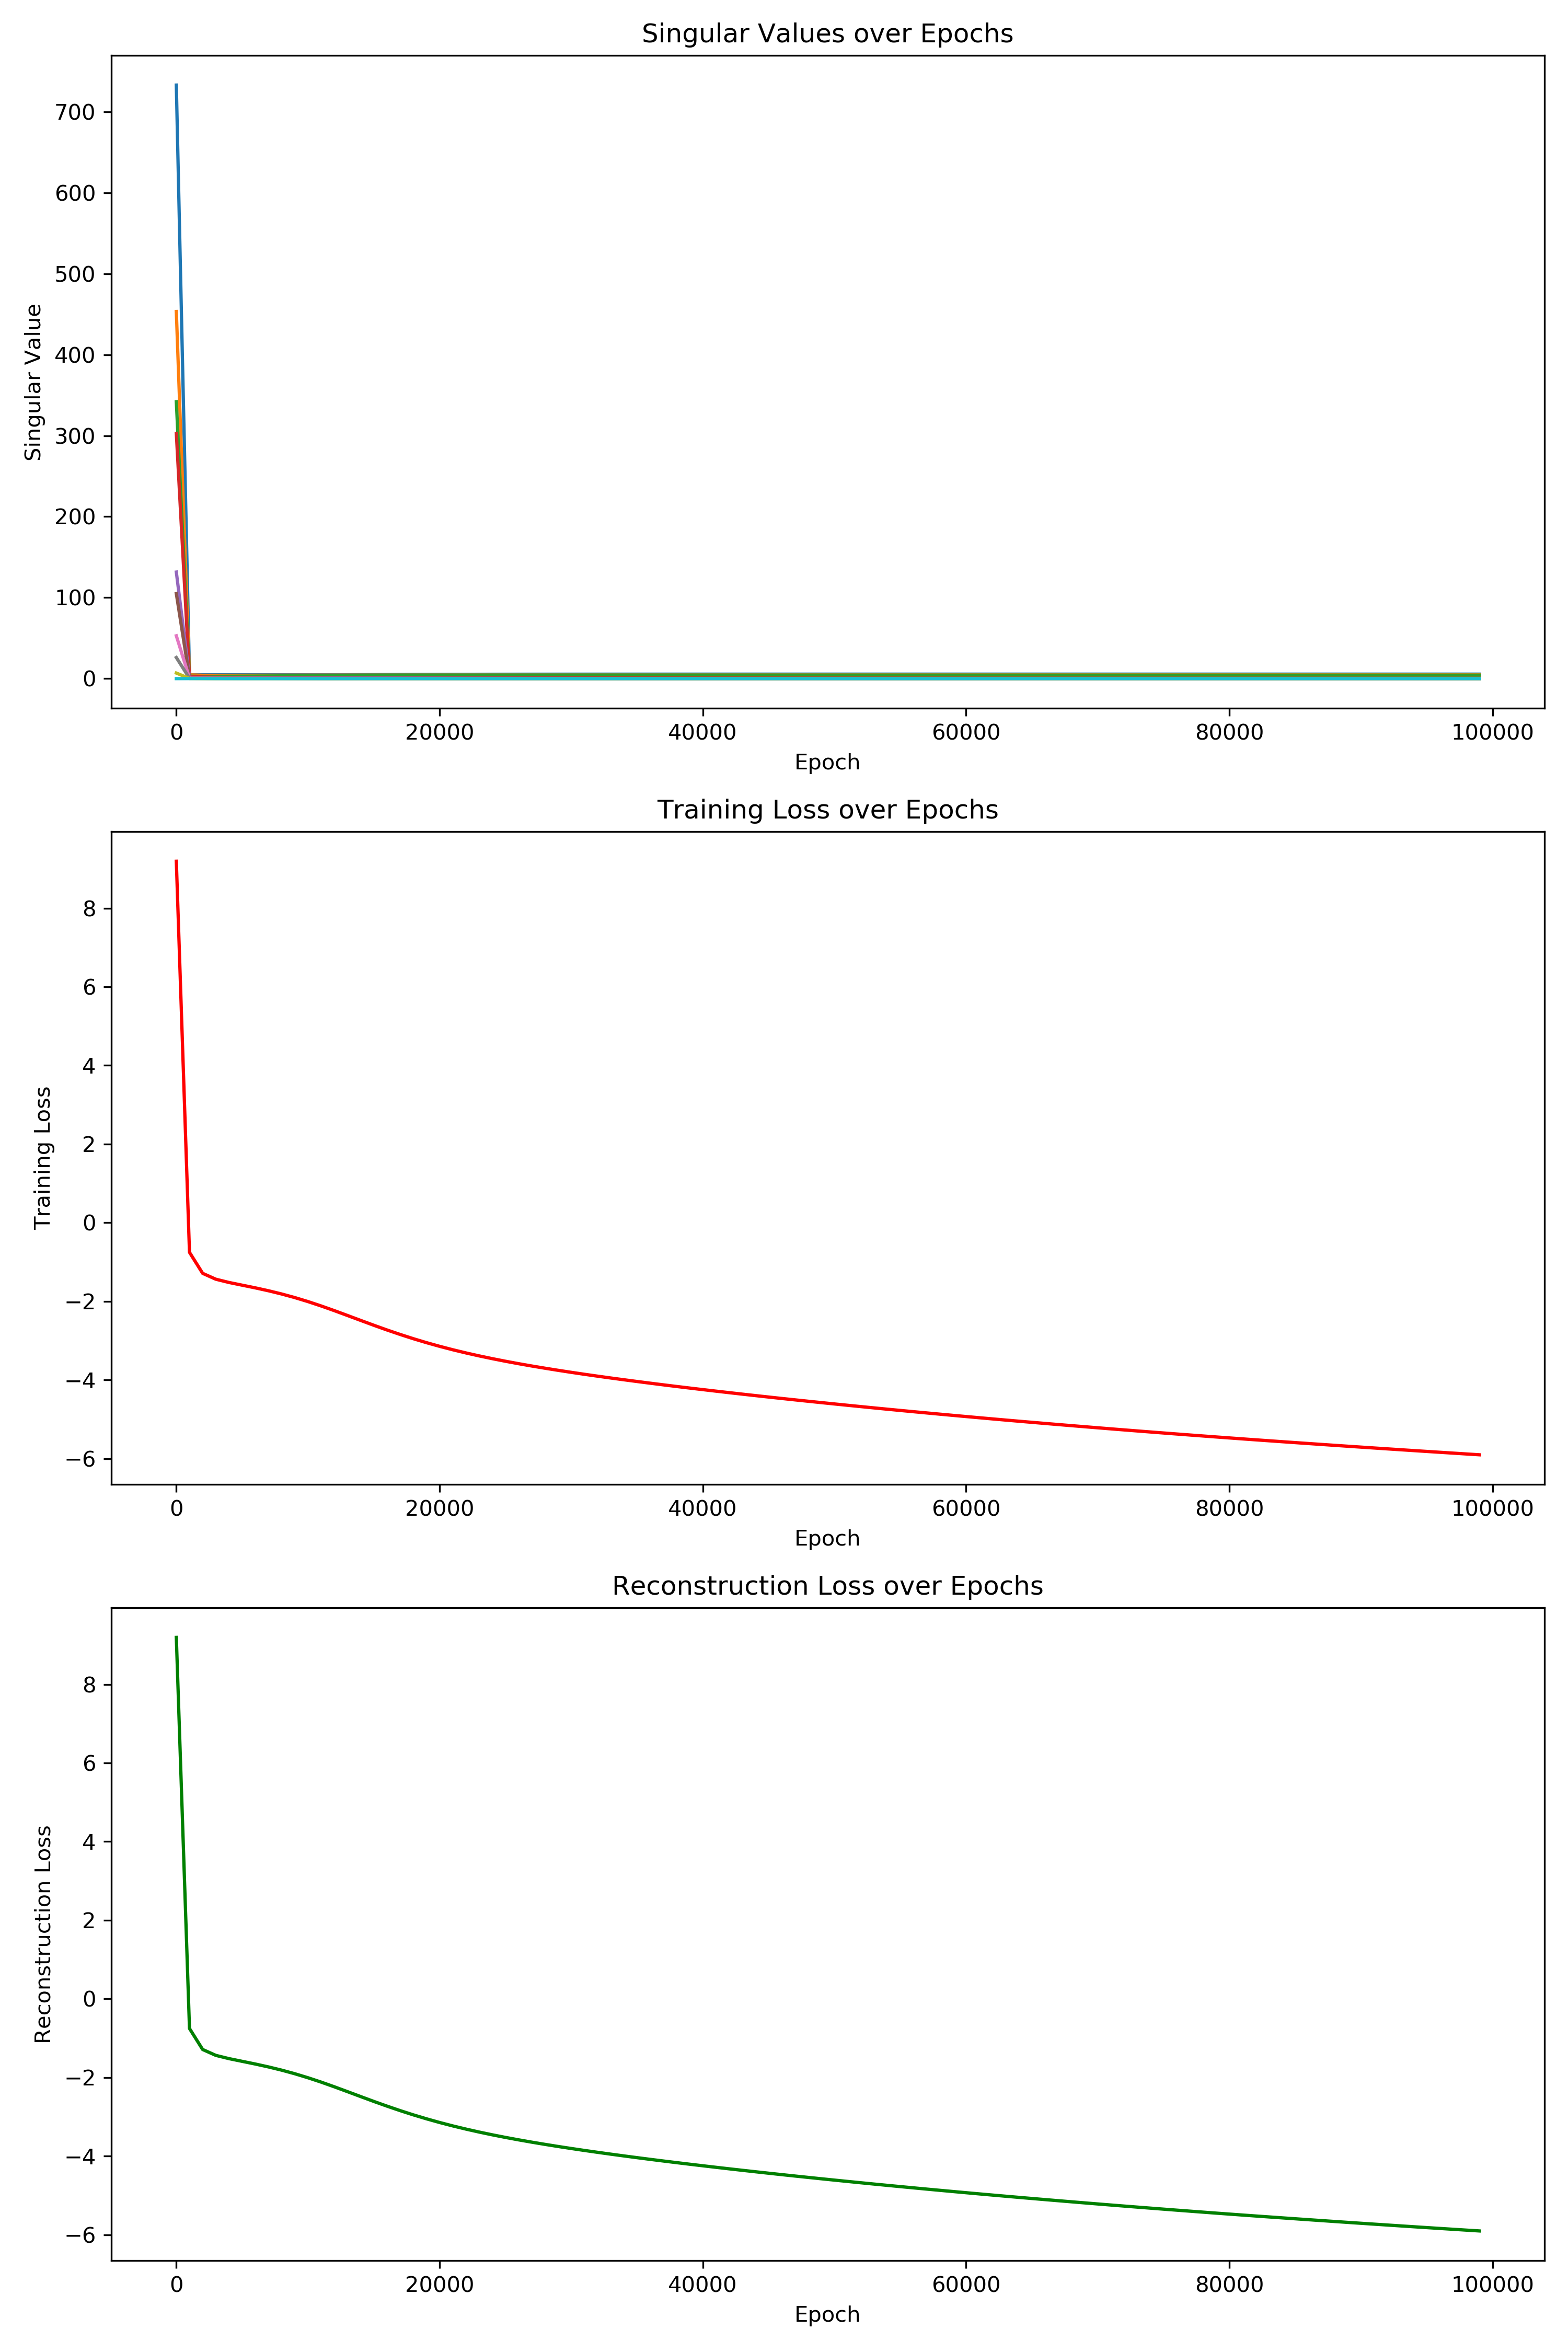 Singular Values over Epochs
700
600
500
400
300
200
100
0
Singular Value
0 20000 40000 60000 80000 100000
Epoch
Training Loss over Epochs
8
6
4
2
0
−2
−4
−6
Training Loss
0 20000 40000 60000 80000 100000
Epoch
Reconstruction Loss over Epochs
8
6
4
2
0
−2
−4
−6
Reconstruction Loss
0 20000 40000 60000 80000 100000
Epoch